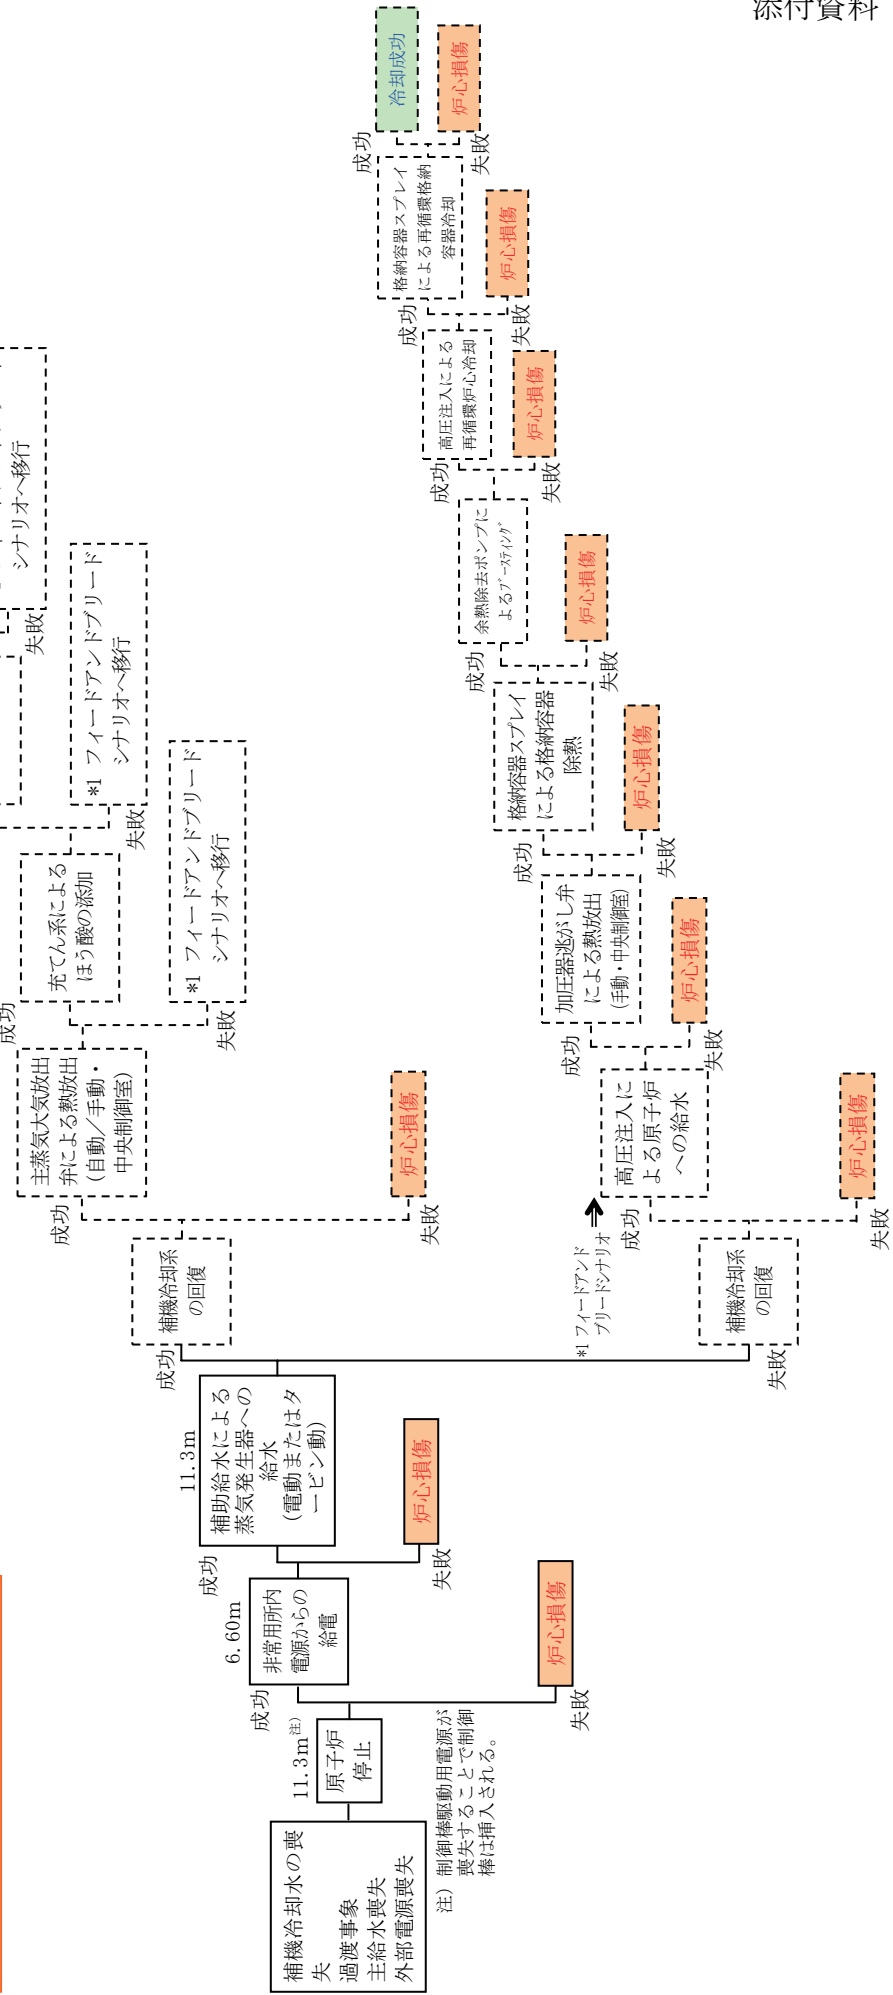 添付資料
補機冷却水の喪
失
過渡事象
主給水喪失
外部電源喪失
11.3m注)
原子炉
停止
注) 制御棒駆動用電源が
喪失することで制御
棒は挿入される。
成功
失敗
炉心損傷
6.60m
非常用所内
電源からの
給電
成功
失敗
炉心損傷
11.3m
補助給水による
蒸気発生器への
給水
(電動またはタ
ービン動)
成功
失敗
補機冷却系
の回復
成功
失敗
炉心損傷
主蒸気大気放出
弁による熱放出
(自動／手動・
中央制御室)
成功
失敗
*1 フィードアンドブリード
シナリオへ移行
充てん系による
ほう酸の添加
失敗
*1 フィードアンドブリード
シナリオへ移行
失敗
シナリオへ移行
補機冷却系
の回復
成功
失敗
炉心損傷
*1 フィードアンド
ブリードシナリオ
高圧注入に
よる原子炉
への給水
成功
失敗
炉心損傷
加圧器逃がし弁
による熱放出
(手動・中央制御室)
成功
失敗
炉心損傷
格納容器スプレイ
による格納容器
除熱
成功
失敗
炉心損傷
余熱除去ポンプに
よるブースティング
成功
失敗
炉心損傷
高圧注入による
再循環炉心冷却
成功
失敗
炉心損傷
格納容器スプレイ
による再循環格納
容器冷却
成功
失敗
冷却成功
炉心損傷